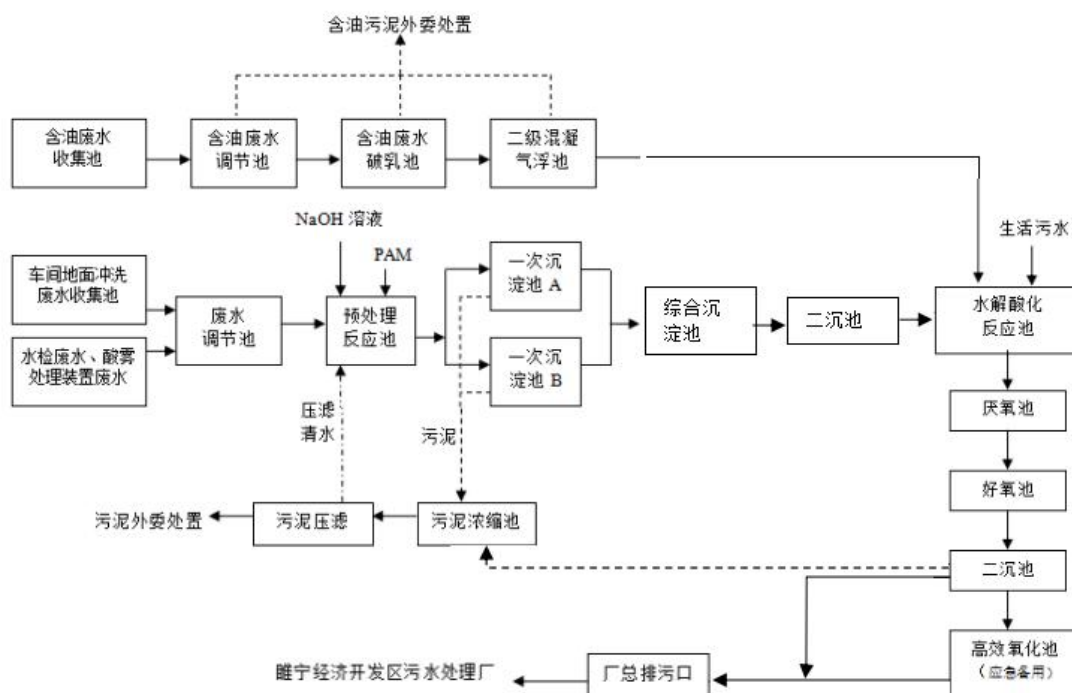 含油污泥外委处置
含油废水
收集池
含油废水
调节池
含油废水
破乳池
二级混凝
气浮池
NaOH 溶液
PAM
生活污水
车间地面冲洗
废水收集池
水检废水、酸雾
处理装置废水
废水
调节池
预处理
反应池
一次沉
淀池 A
一次沉
淀池 B
综合沉
淀池
二沉池
水解酸化
反应池
压滤
清水
污泥
厌氧池
好氧池
污泥外委处置
污泥压滤
污泥浓缩池
二沉池
高效氧化池
（应急备用）
厂总排污口
睢宁经济开发区污水处理厂